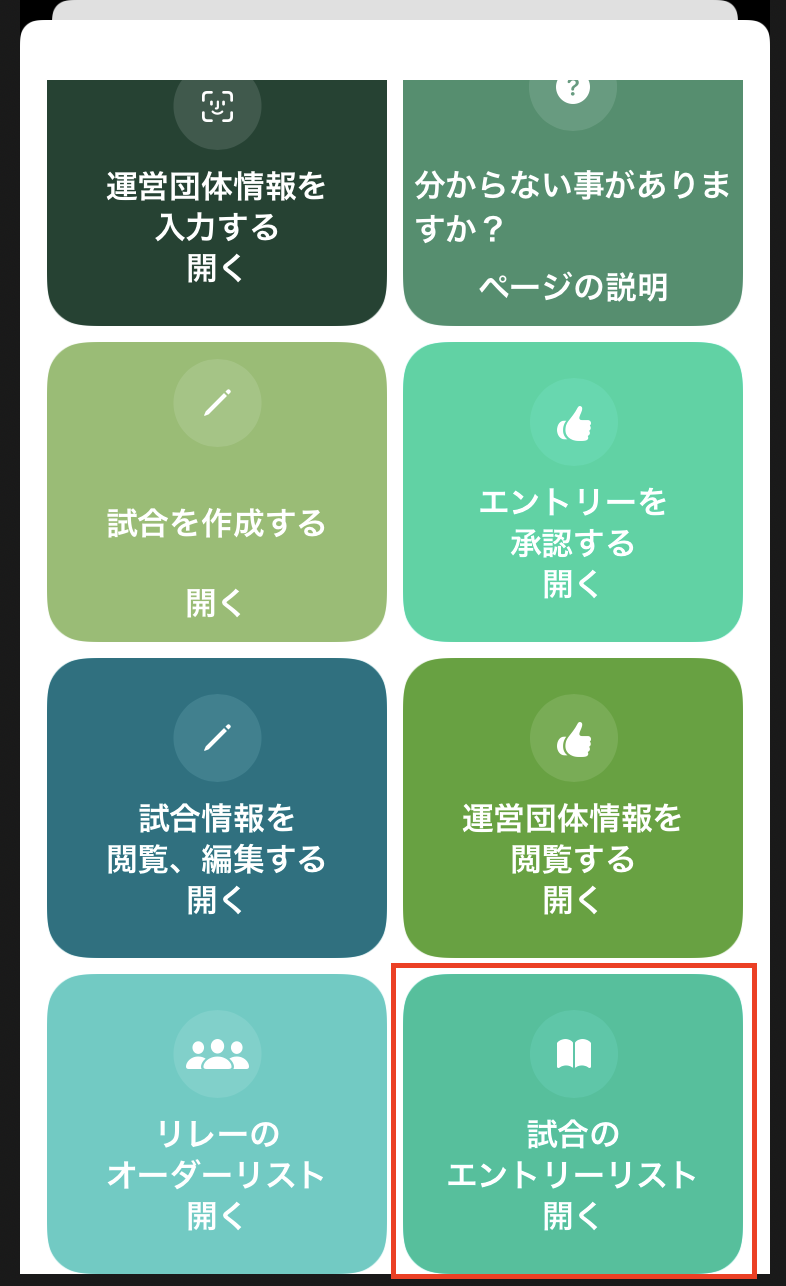 運営団体情報を
入力する
開く
?
分からない事がありま
すか？
ページの説明
試合を作成する
開く
エントリーを
承認する
開く
試合情報を
閲覧、編集する
開く
運営団体情報を
閲覧する
開く
リレーの
オーダーリスト
開く
試合の
エントリーリスト
開く